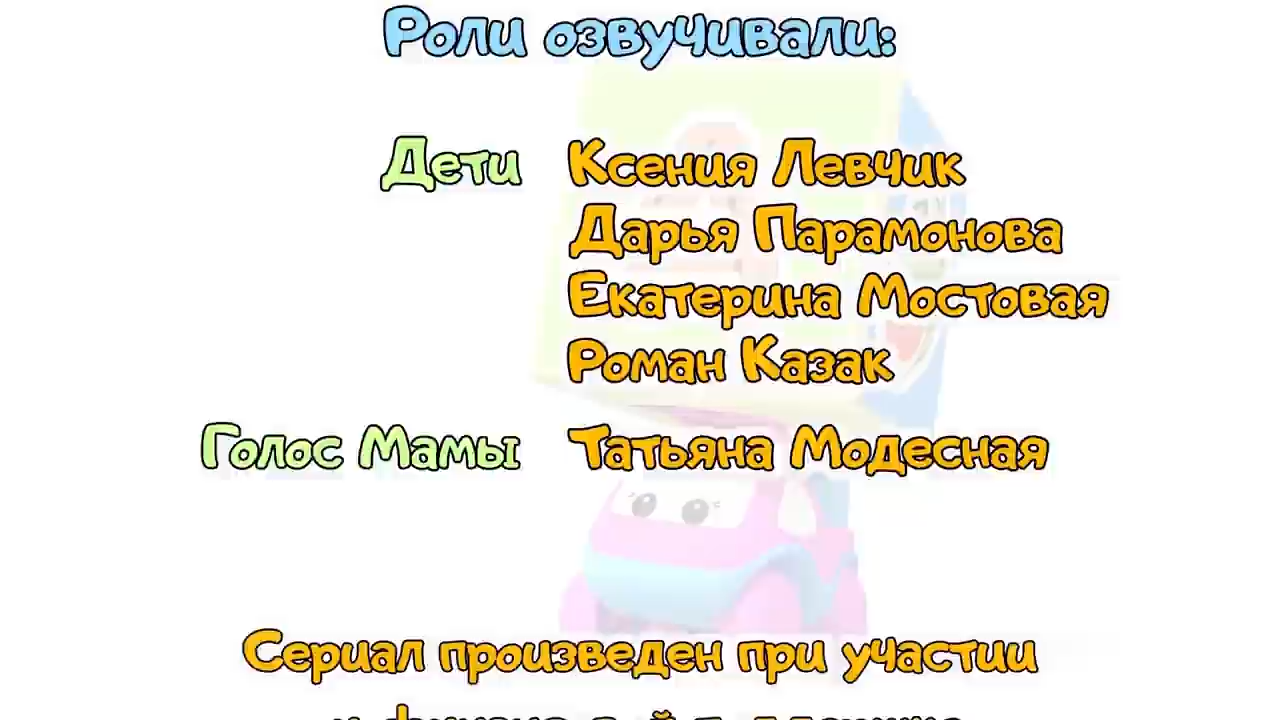 Роли озвучивали:
Дети Ксения Левчик
Дарья Парамонова
Екатерина Мостовая
Роман Казак
Голос Мамы Татьяна Модесная
Сериал произведен при участии
и